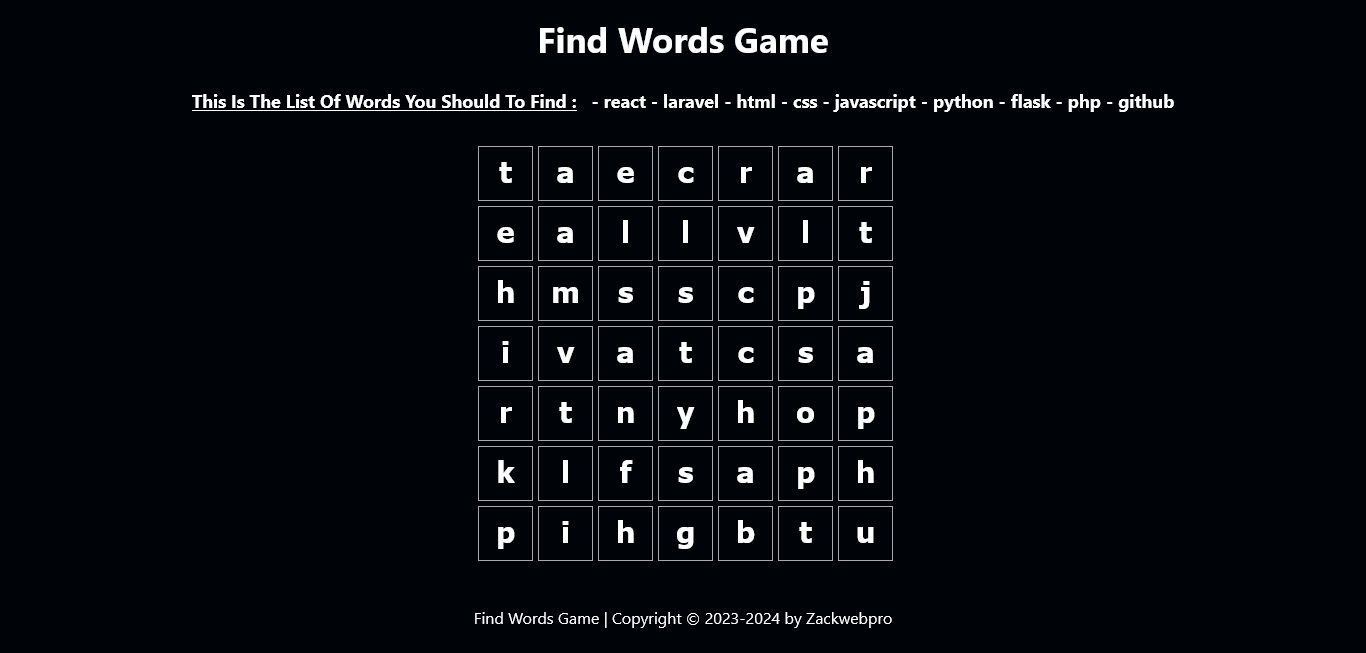 Find Words Game
This Is The List Of Words You Should To Find : - react - laravel - html - css - javascript - python - flask - php - github
t a e c r a r
e a l l v l t
h m s s c p j
i v a t c s a
r t n y h o p
k l f s a p h
p i h g b t u
Find Words Game | Copyright © 2023-2024 by Zackwebpro